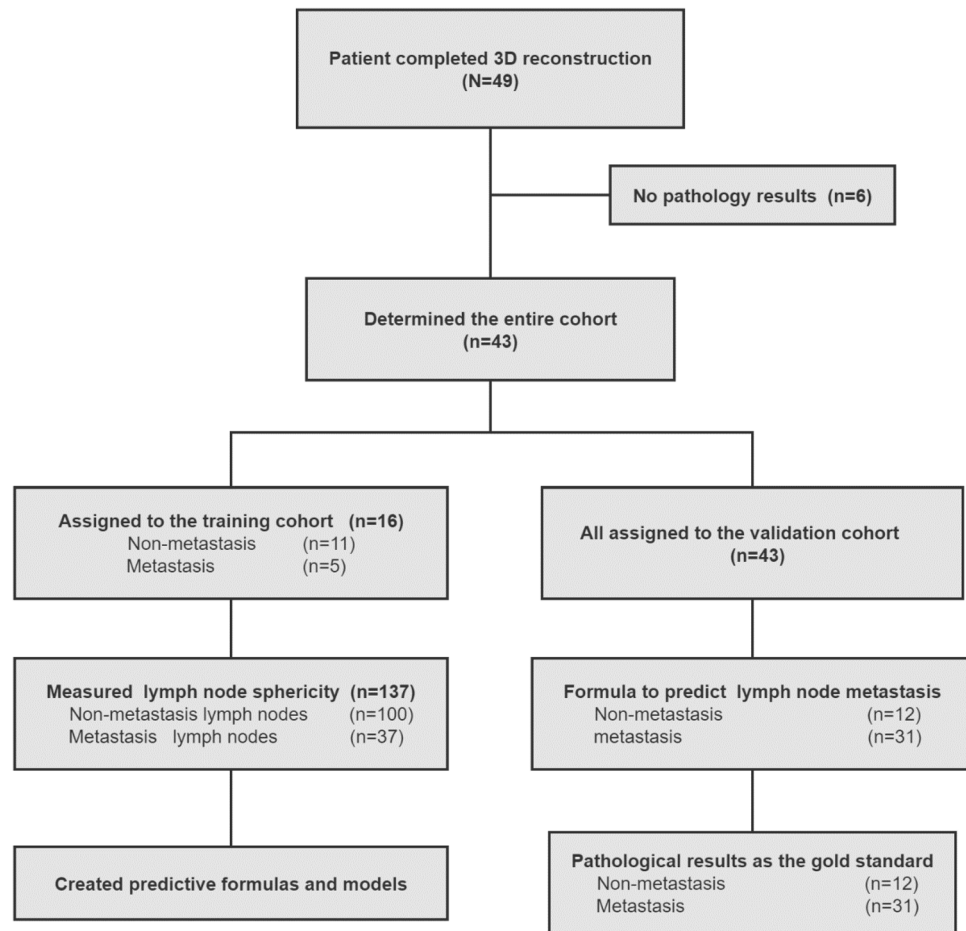 Patient completed 3D reconstruction
(N=49)
No pathology results (n=6)
Determined the entire cohort
(n=43)
Assigned to the training cohort (n=16)
Non-metastasis (n=11)
Metastasis (n=5)
All assigned to the validation cohort
(n=43)
Measured lymph node sphericity (n=137)
Non-metastasis lymph nodes (n=100)
Metastasis lymph nodes (n=37)
Formula to predict lymph node metastasis
Non-metastasis (n=12)
metastasis (n=31)
Created predictive formulas and models
Pathological results as the gold standard
Non-metastasis (n=12)
Metastasis (n=31)